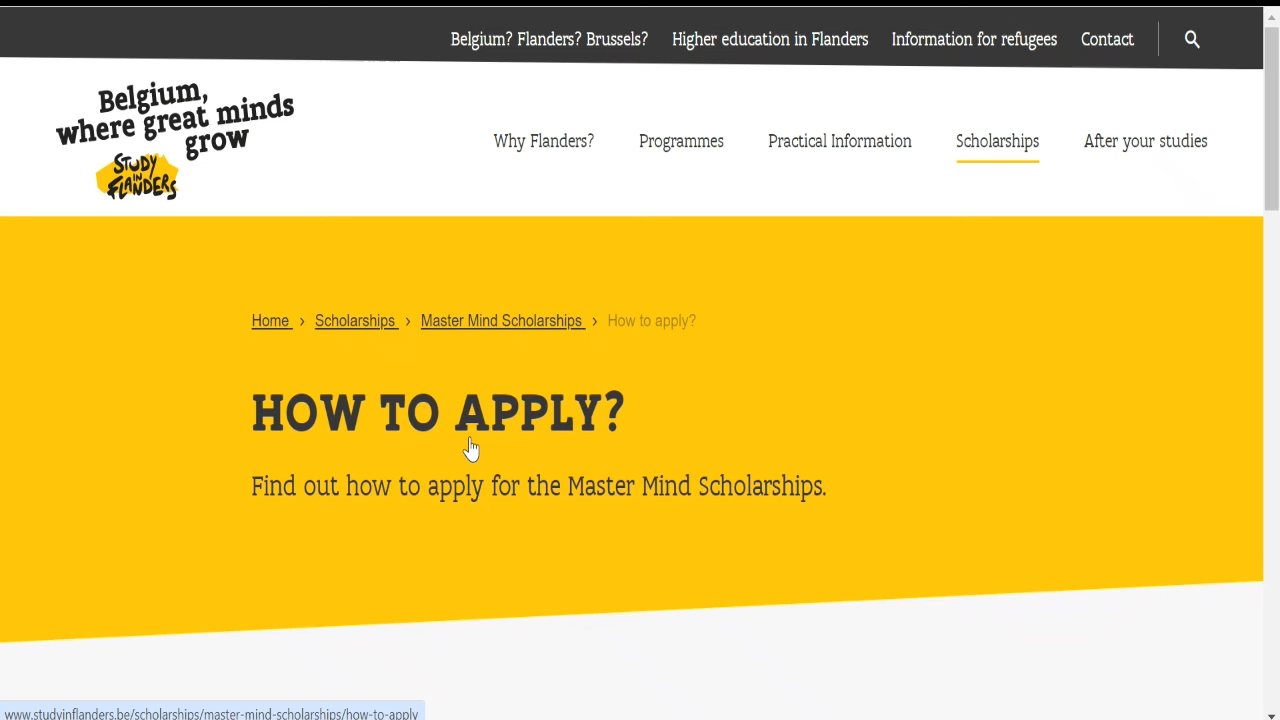 Belgium? Flanders? Brussels? Higher education in Flanders Information for refugees Contact
Belgium,
where great minds
grow
STUDY
IN
FLANDERS
Why Flanders? Programmes Practical Information Scholarships After your studies
Home › Scholarships › Master Mind Scholarships › How to apply?
HOW TO APPLY?
Find out how to apply for the Master Mind Scholarships.
www.studyinflanders.be/scholarships/master-mind-scholarships/how-to-apply